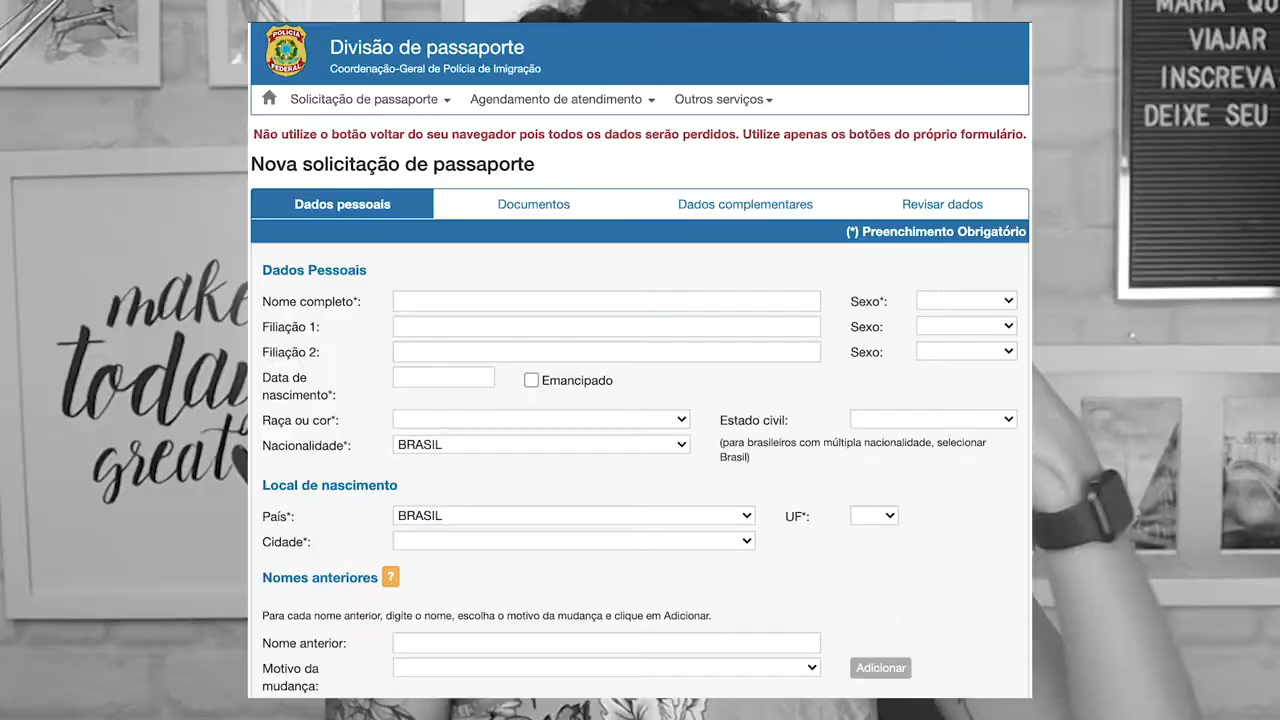 MARIA QU
VIAJAR
INSCREVA
DEIXE SEU
make
today
great
POLÍCIA
FEDERAL
Divisão de passaporte
Coordenação-Geral de Polícia de Imigração
Solicitação de passaporte Agendamento de atendimento Outros serviços
Não utilize o botão voltar do seu navegador pois todos os dados serão perdidos. Utilize apenas os botões do próprio formulário.
Nova solicitação de passaporte
Dados pessoais Documentos Dados complementares Revisar dados
(*) Preenchimento Obrigatório
Dados Pessoais
Nome completo*: Sexo*:
Filiação 1: Sexo:
Filiação 2: Sexo:
Data de
nascimento*:
Emancipado
Raça ou cor*: Estado civil:
Nacionalidade*: BRASIL (para brasileiros com múltipla nacionalidade, selecionar
Brasil)
Local de nascimento
País*: BRASIL UF*:
Cidade*:
Nomes anteriores ?
Para cada nome anterior, digite o nome, escolha o motivo da mudança e clique em Adicionar.
Nome anterior:
Motivo da
mudança:
Adicionar